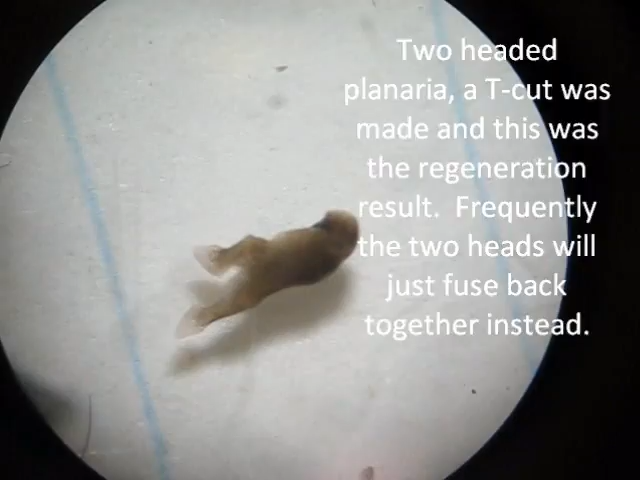 Two headed
planaria, a T-cut was
made and this was
the regeneration
result.  Frequently
the two heads will
just fuse back
together instead.